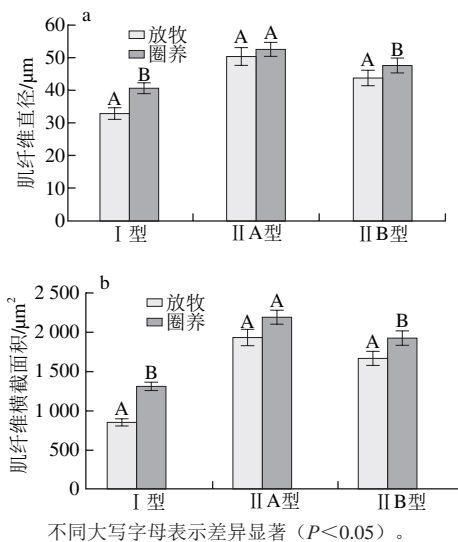 a
60
50
40
30
20
10
0
肌纤维直径/μm
放牧
圈养
A
B
A
A
A
B
Ⅰ型
ⅡA型
ⅡB型
b
2 500
2 000
1 500
1 000
500
0
肌纤维横截面积/μm²
放牧
圈养
A
B
A
A
A
B
Ⅰ型
ⅡA型
ⅡB型
不同大写字母表示差异显著（P＜0.05）。